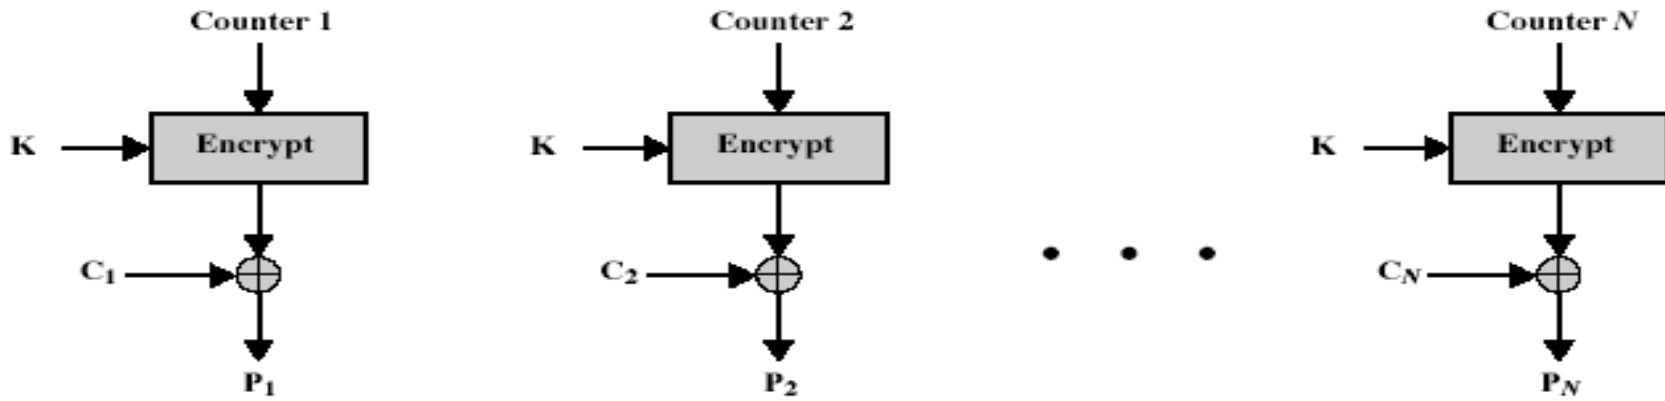 Counter 1
Counter 2
Counter N
K
Encrypt
K
Encrypt
K
Encrypt
C1
C2
CN
P1
P2
PN